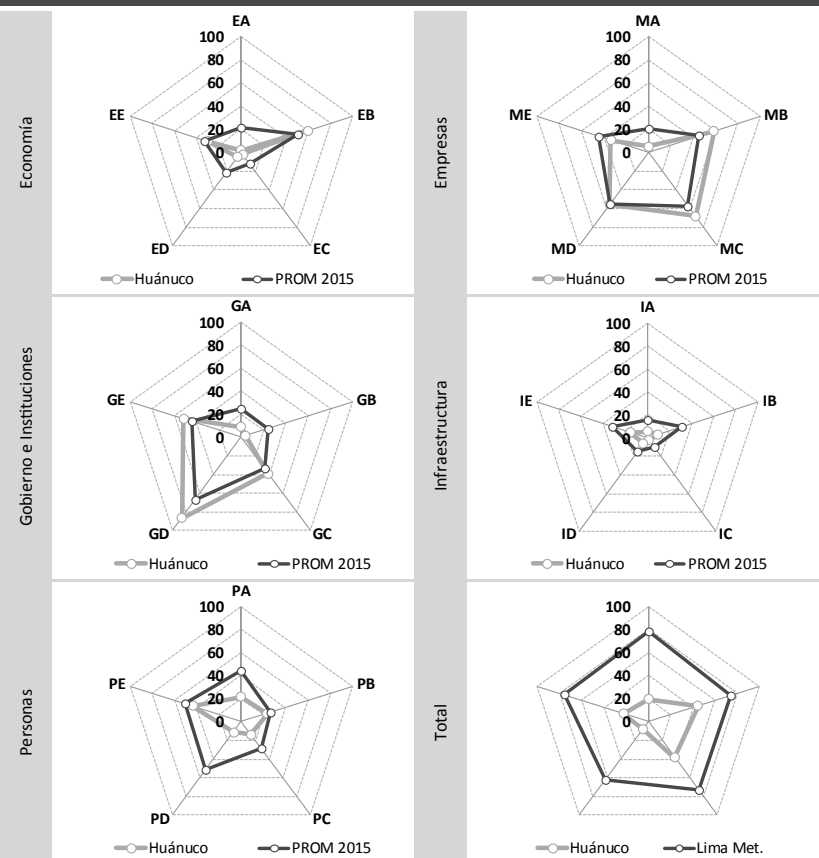 Economía
EA
100
80
60
40
20
0
EE
EB
ED
EC
Huánuco
PROM 2015
Empresas
MA
100
80
60
40
20
0
ME
MB
MD
MC
Huánuco
PROM 2015
Gobierno e Instituciones
GA
100
80
60
40
20
0
GE
GB
GD
GC
Huánuco
PROM 2015
Infraestructura
IA
100
80
60
40
20
0
IE
IB
ID
IC
Huánuco
PROM 2015
Personas
PA
100
80
60
40
20
0
PE
PB
PD
PC
Huánuco
PROM 2015
Total
100
80
60
40
20
0
Huánuco
Lima Met.